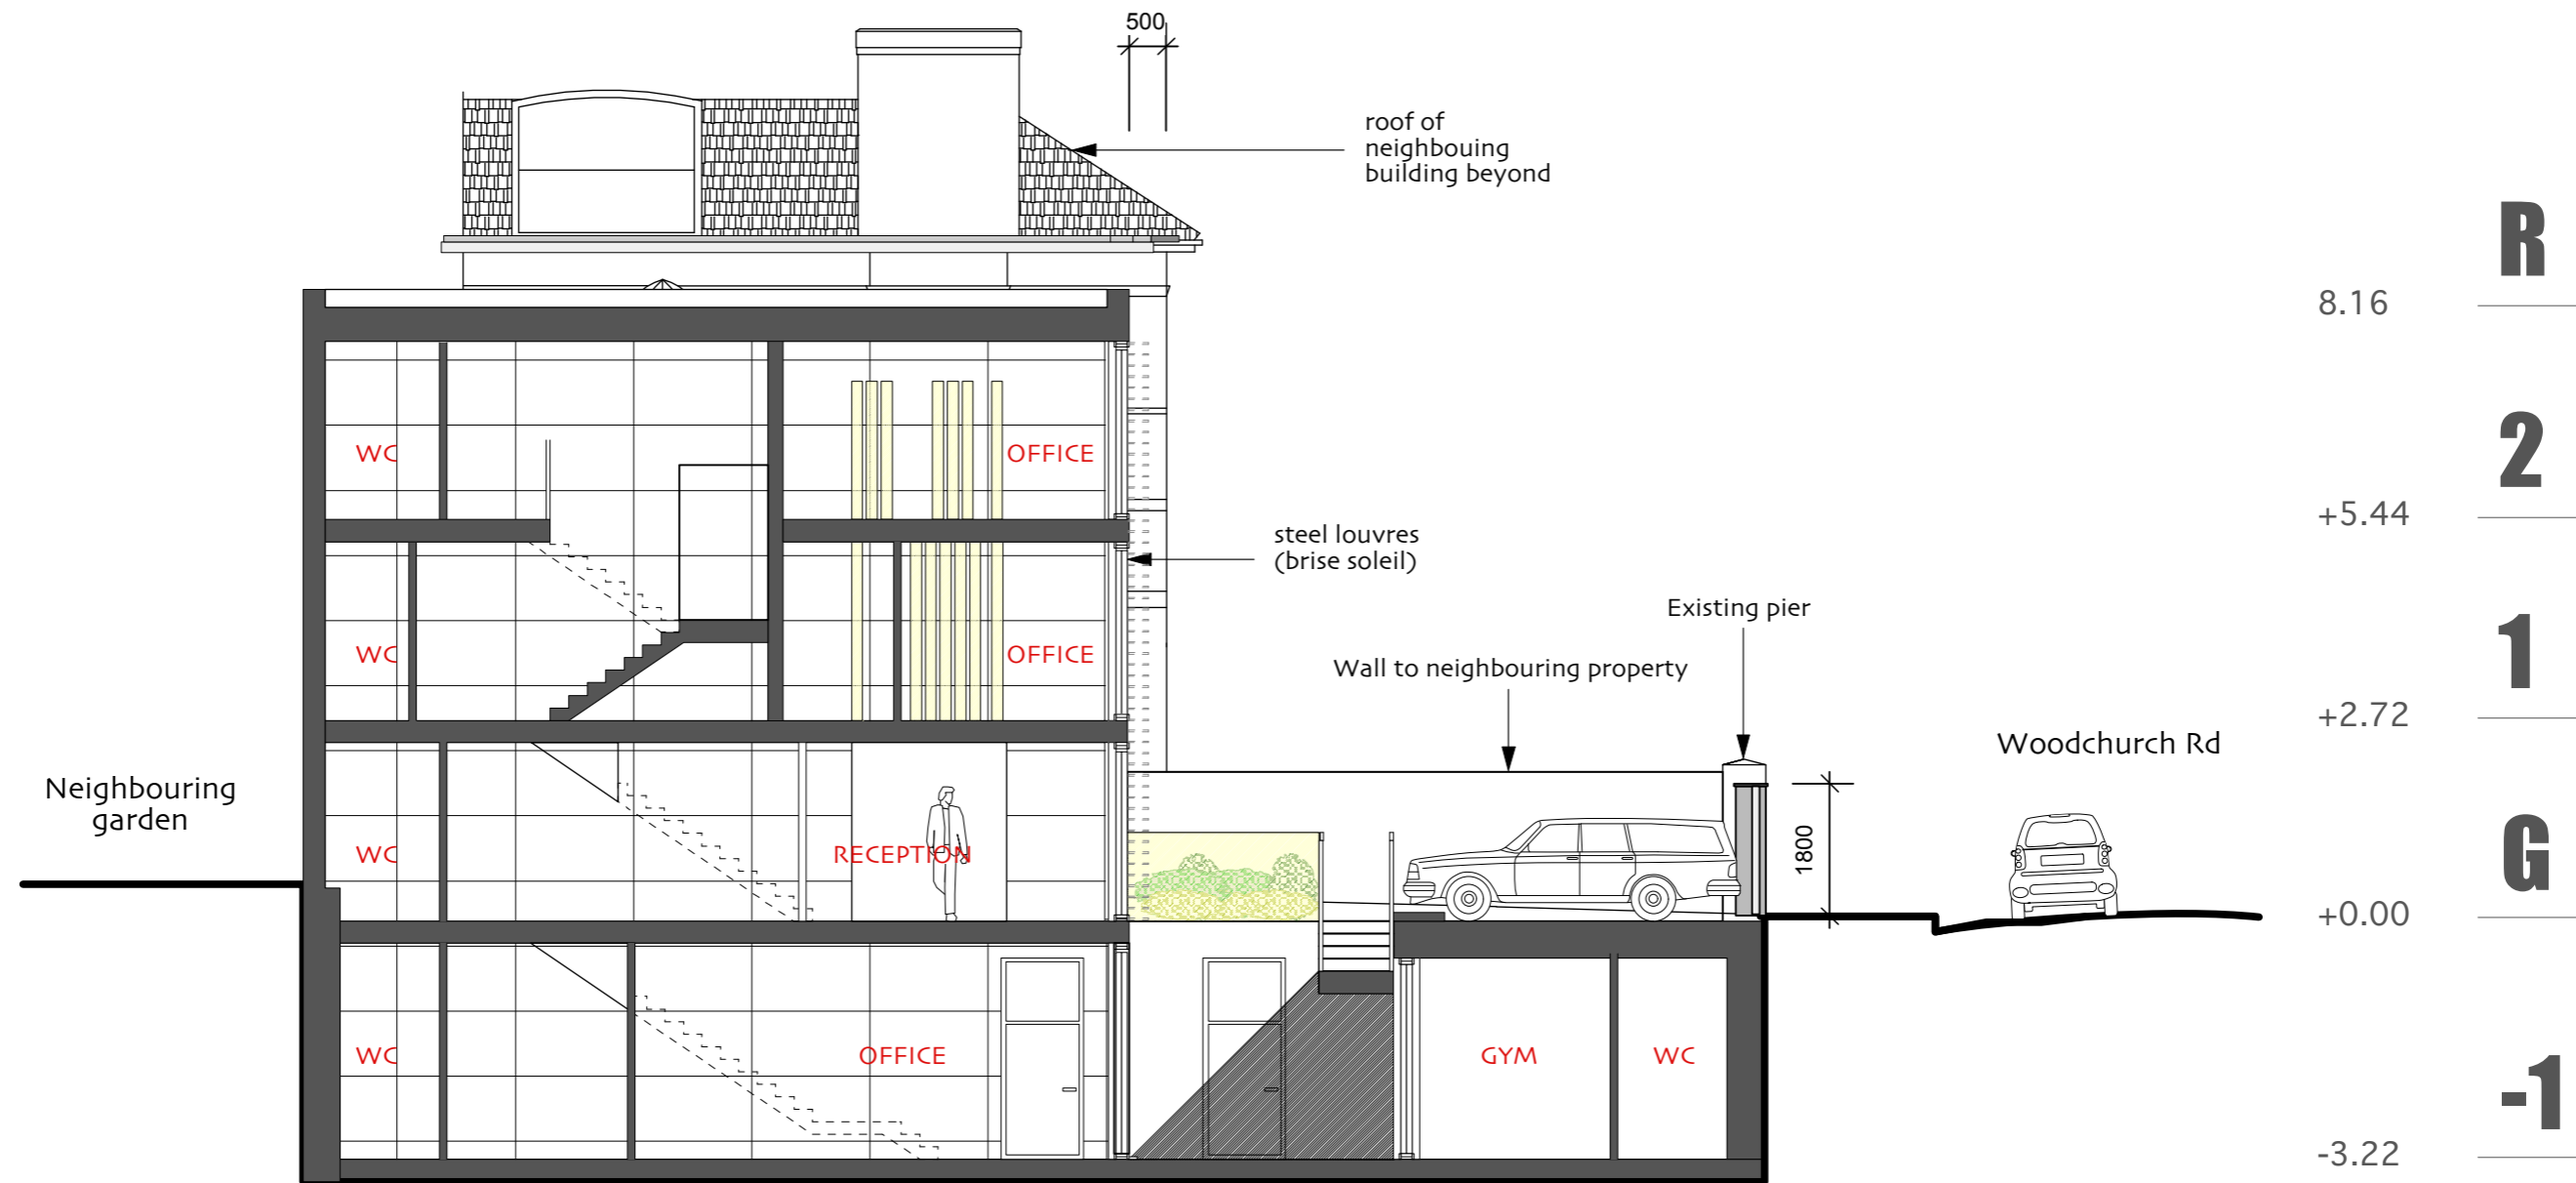 500
roof of
neighbouing
building beyond
R
8.16
WC
OFFICE
2
+5.44
steel louvres
(brise soleil)
Existing pier
WC
OFFICE
Wall to neighbouring property
1
+2.72
Woodchurch Rd
Neighbouring
garden
1800
WC
RECEPTION
G
+0.00
WC
OFFICE
GYM
WC
-1
-3.22